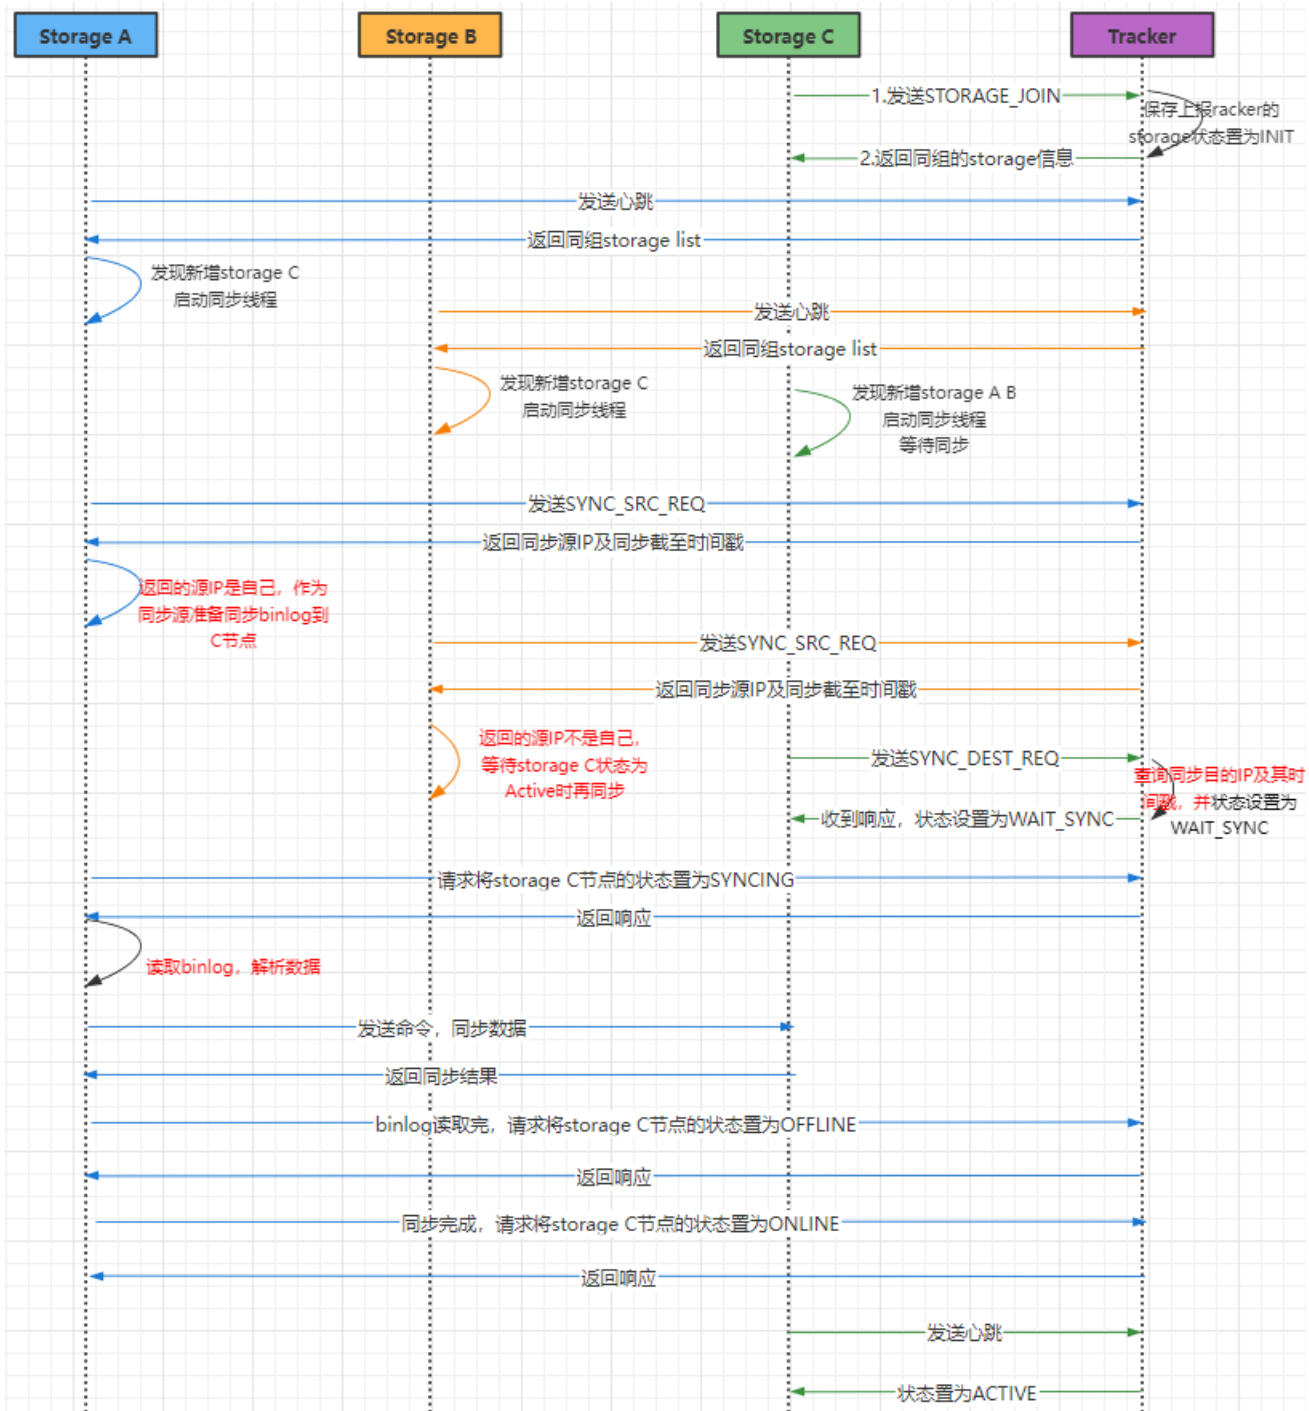 Storage A
Storage B
Storage C
Tracker
1.发送STORAGE_JOIN
保存上报racker的
storage状态置为INIT
2.返回同组的storage信息
发送心跳
返回同组storage list
发现新增storage C
启动同步线程
发送心跳
返回同组storage list
发现新增storage C
启动同步线程
发现新增storage A B
启动同步线程
等待同步
发送SYNC_SRC_REQ
返回同步源IP及同步截至时间戳
返回的源IP是自己，作为
同步源准备同步binlog到
C节点
发送SYNC_SRC_REQ
返回同步源IP及同步截至时间戳
返回的源IP不是自己，
等待storage C状态为
Active时再同步
发送SYNC_DEST_REQ
查询同步目的IP及其时
间戳，并状态设置为
WAIT_SYNC
收到响应，状态设置为WAIT_SYNC
请求将storage C节点的状态置为SYNCING
返回响应
读取binlog，解析数据
发送命令，同步数据
返回同步结果
binlog读取完，请求将storage C节点的状态置为OFFLINE
返回响应
同步完成，请求将storage C节点的状态置为ONLINE
返回响应
发送心跳
状态置为ACTIVE